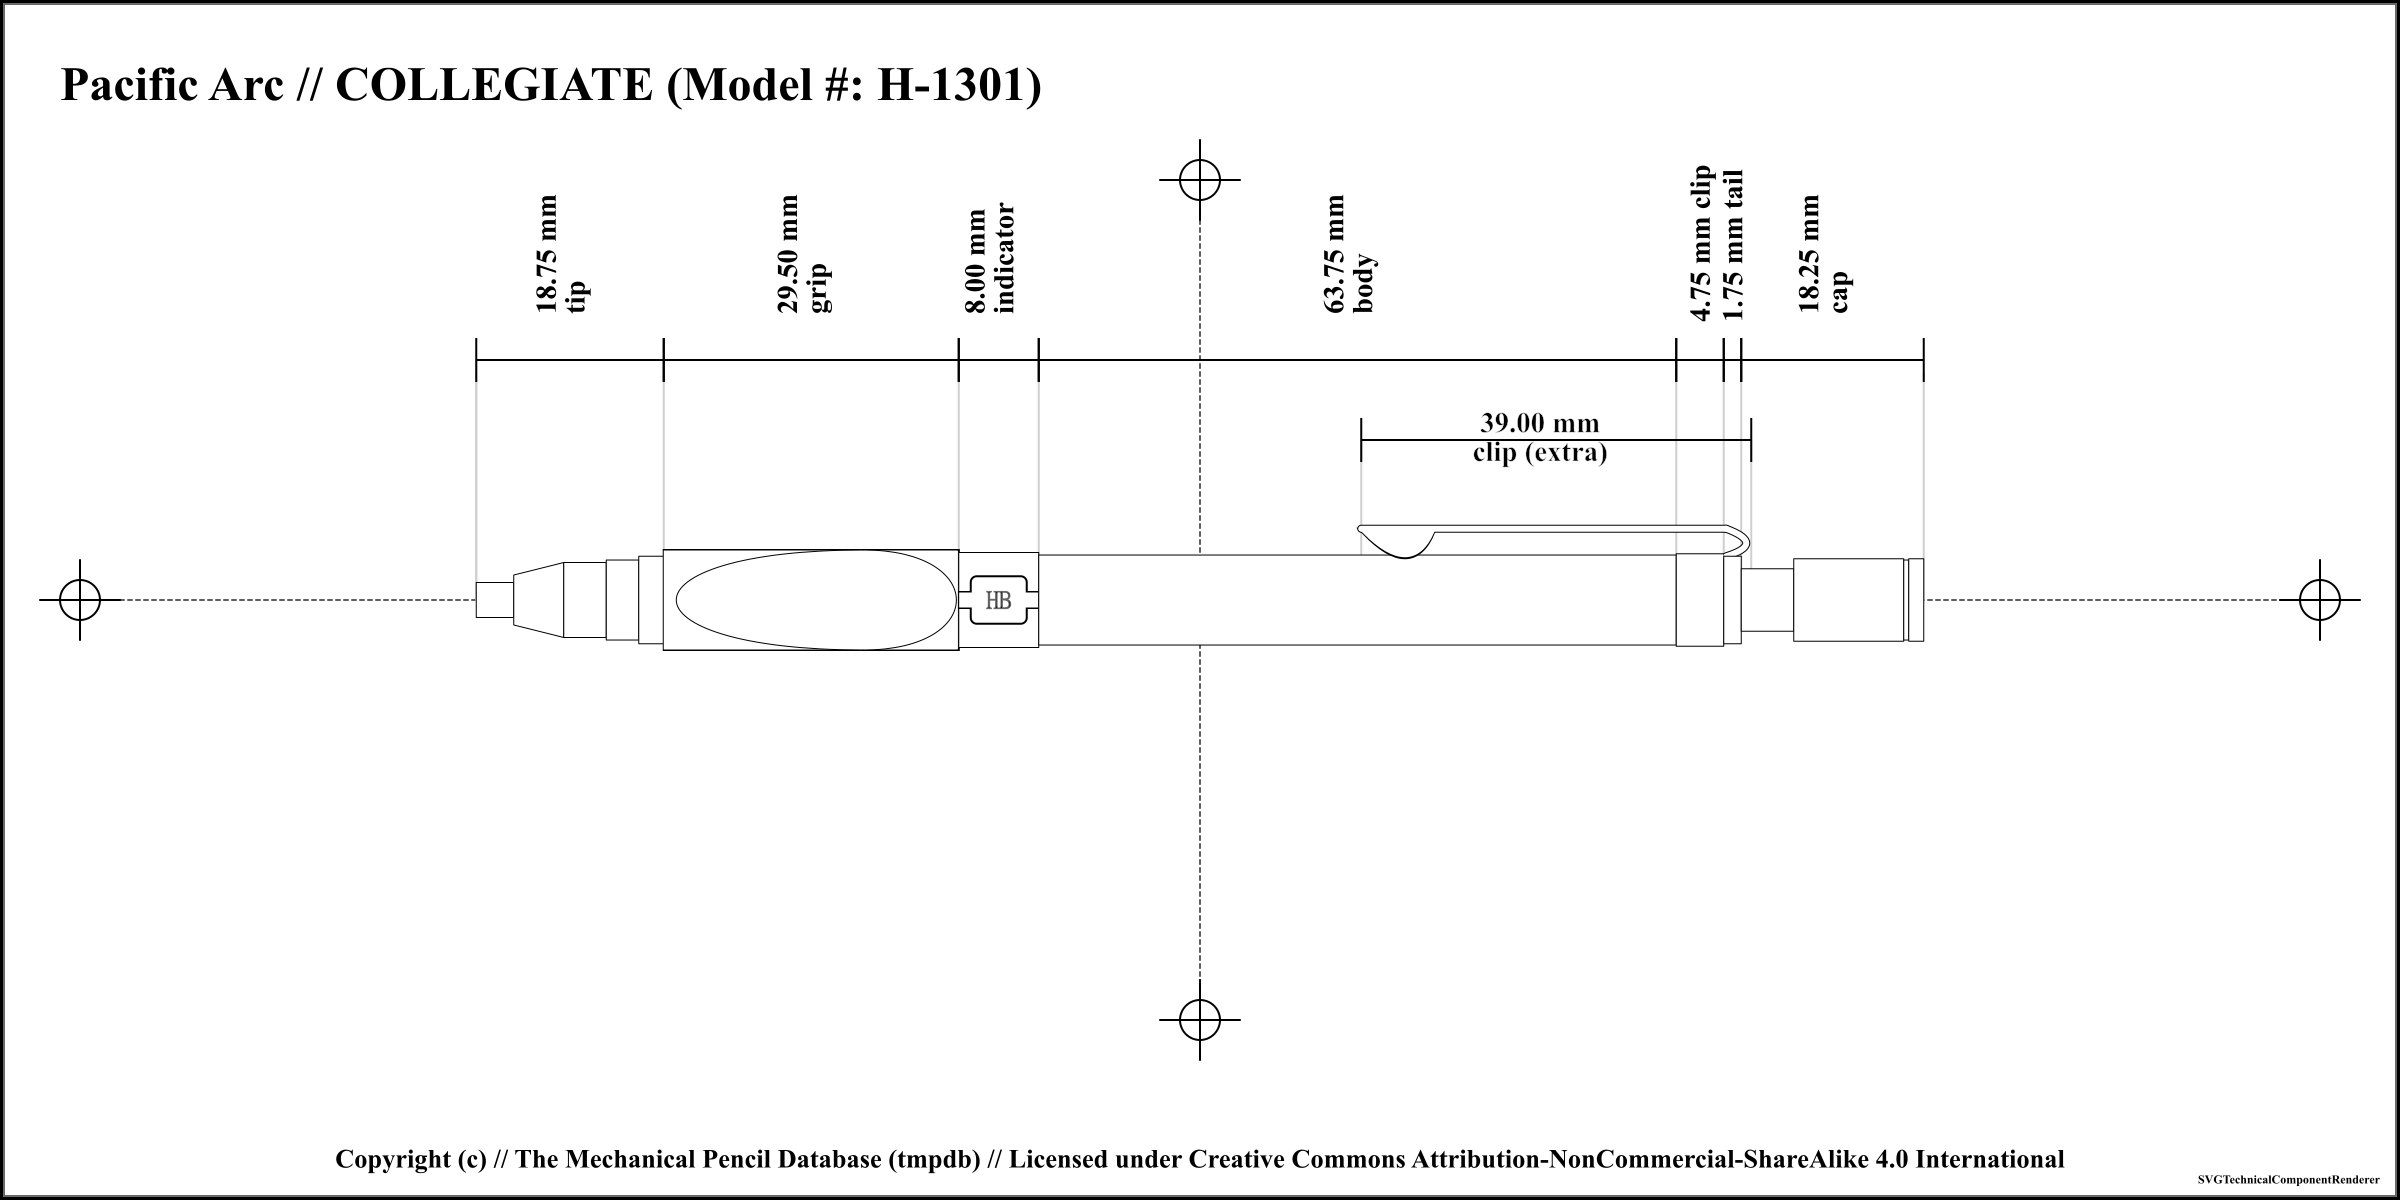 Pacific Arc // COLLEGIATE (Model #: H-1301)
18.75 mm
tip
29.50 mm
grip
8.00 mm
indicator
63.75 mm
body
4.75 mm clip
1.75 mm tail
18.25 mm
cap
39.00 mm
clip (extra)
HB
Copyright (c) // The Mechanical Pencil Database (tmpdb) // Licensed under Creative Commons Attribution-NonCommercial-ShareAlike 4.0 International
SVGTechnicalComponentRenderer